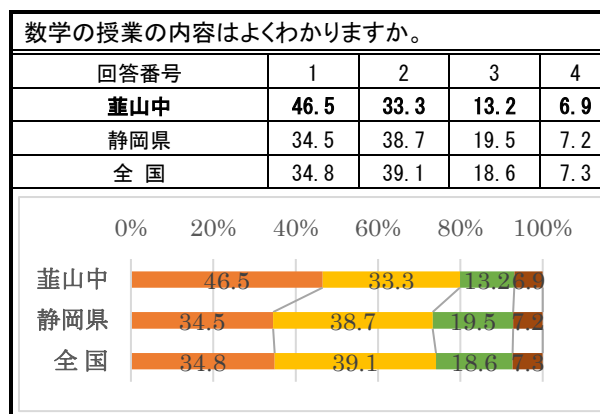 数学の授業の内容はよくわかりますか。
回答番号 1 2 3 4
韮山中 46.5 33.3 13.2 6.9
静岡県 34.5 38.7 19.5 7.2
全 国 34.8 39.1 18.6 7.3
0% 20% 40% 60% 80% 100%
韮山中 46.5 33.3 13.2 6.9
静岡県 34.5 38.7 19.5 7.2
全 国 34.8 39.1 18.6 7.3